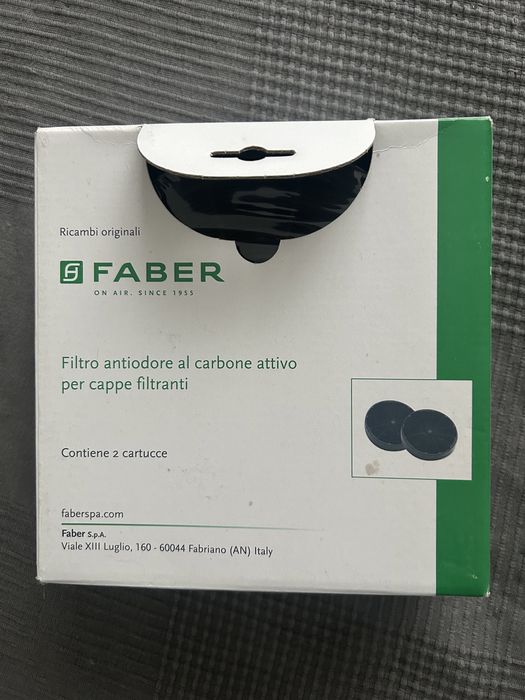 Ricambi originali
FABER
ON AIR. SINCE 1955
Filtro antiodore al carbone attivo
per cappe filtranti
Contiene 2 cartucce
faberspa.com
Faber S.p.A.
Viale XIII Luglio, 160 - 60044 Fabriano (AN) Italy